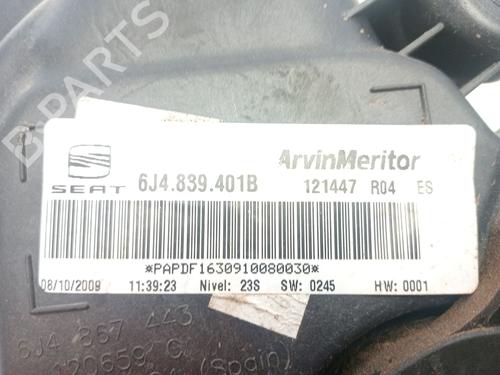 B-PARTS
SEAT
6J4.839.401B
ArvinMeritor
121447 R04 ES
*PAPDF1630910080030*
08/10/2009 11:39:23 Nivel: 23S SW: 0245 HW: 0001
6J4 867 443
120659 C
(Spain)